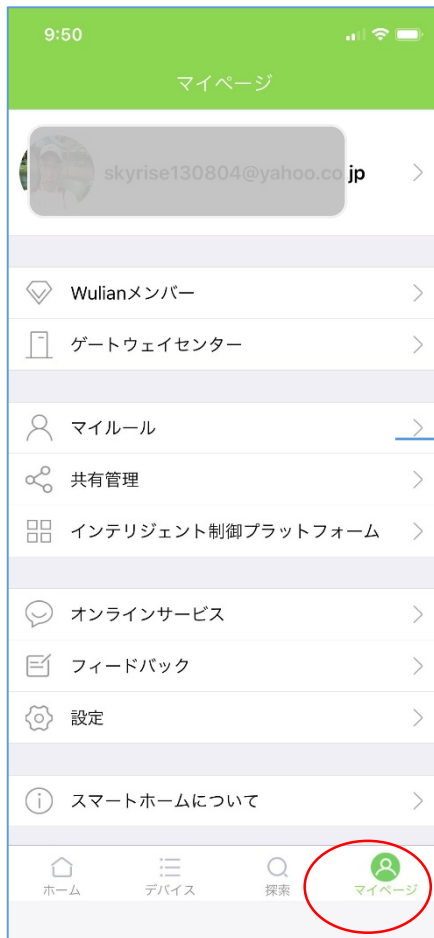 9:50
マイページ
skyrise130804@yahoo.co.jp
Wulianメンバー
ゲートウェイセンター
マイルール
共有管理
インテリジェント制御プラットフォーム
オンラインサービス
フィードバック
設定
スマートホームについて
ホーム
デバイス
探索
マイページ